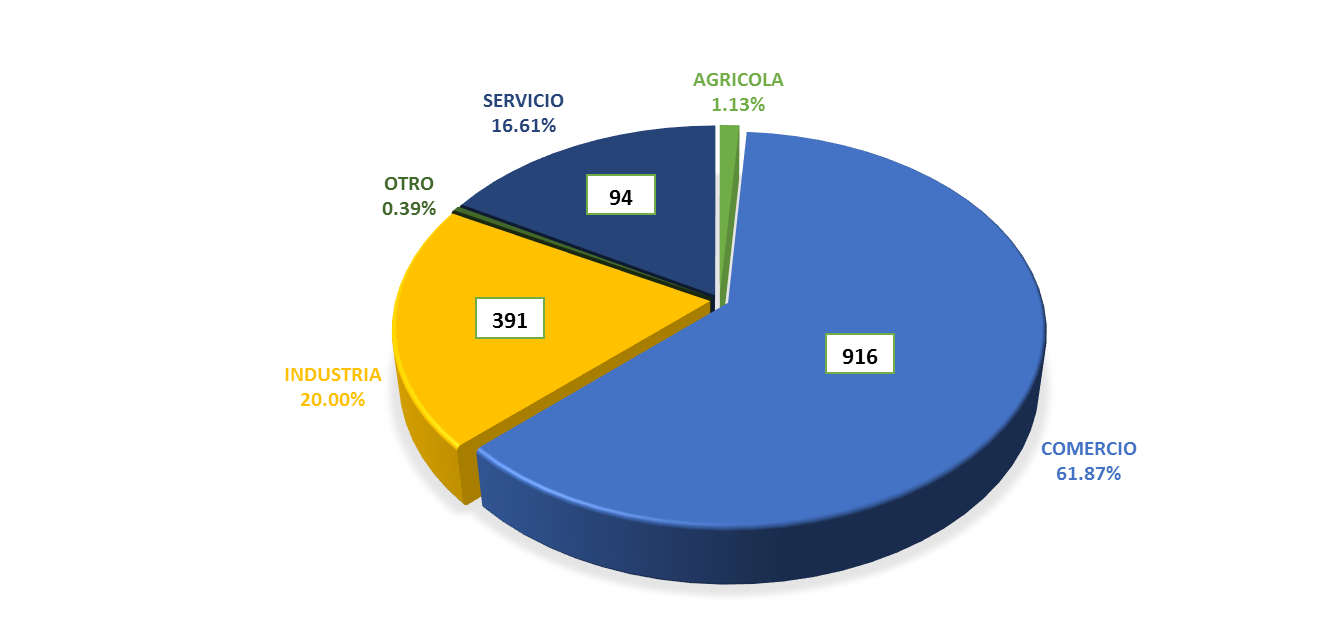 AGRICOLA
1.13%
SERVICIO
16.61%
OTRO
0.39%
94
391
916
INDUSTRIA
20.00%
COMERCIO
61.87%